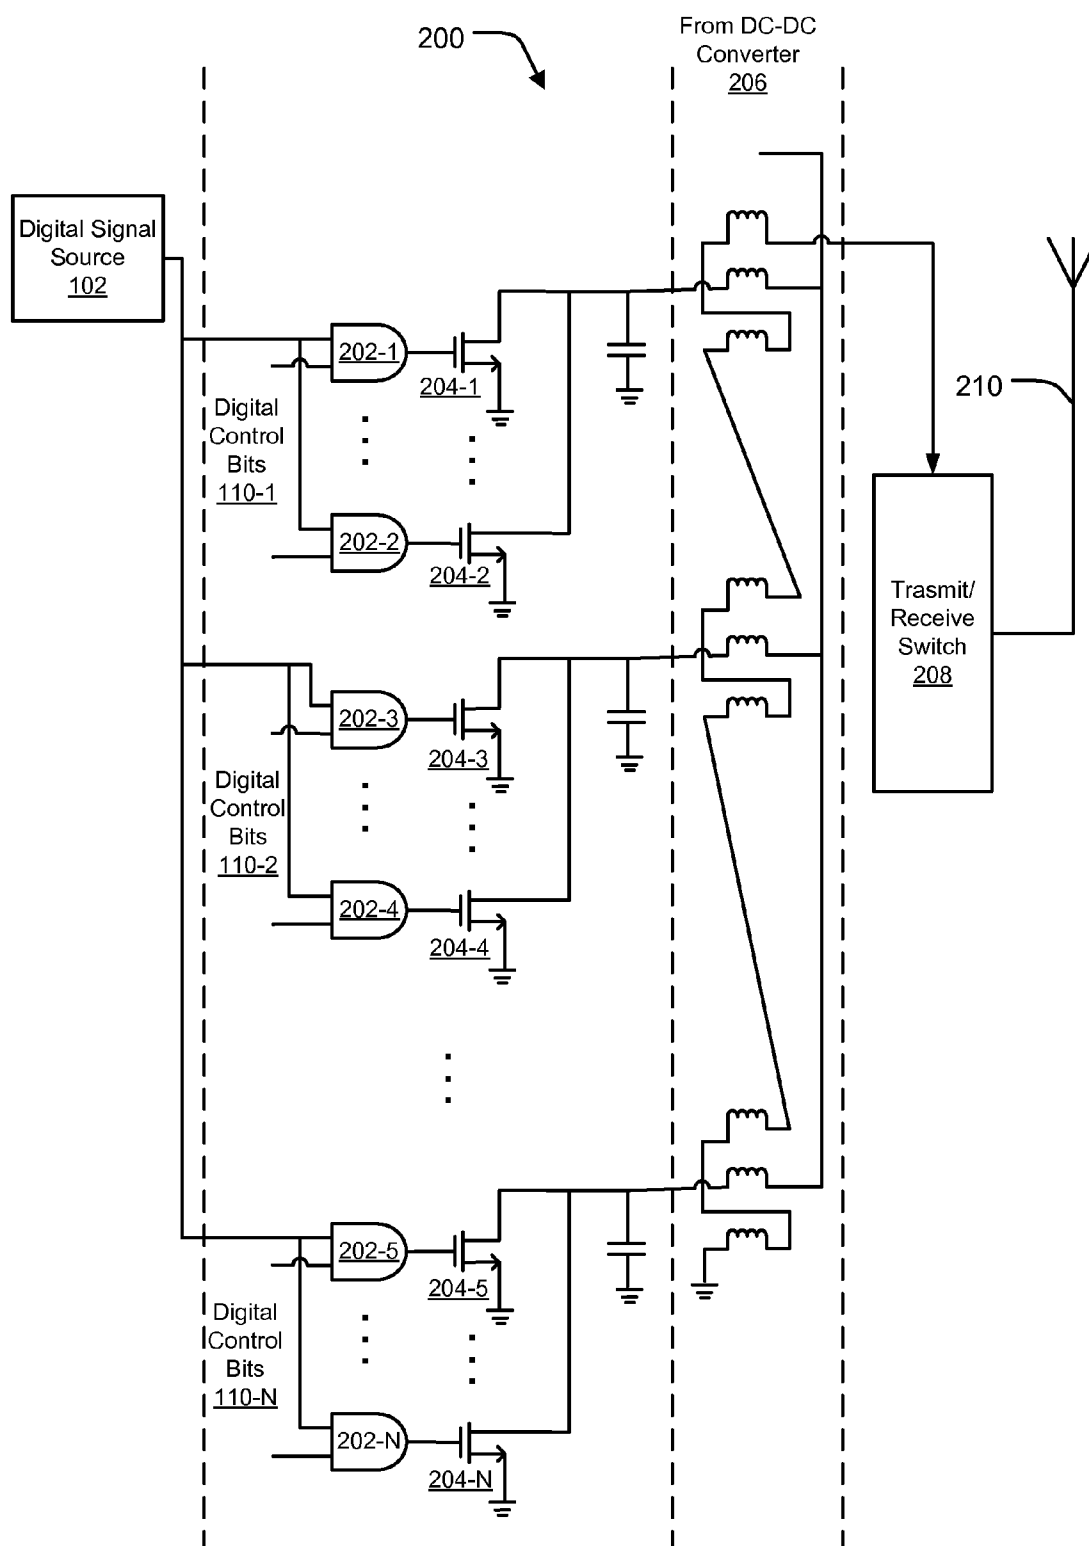 200
From DC-DC
Converter
206
Digital Signal
Source
102
202-1
204-1
Digital
Control
Bits
110-1
202-2
204-2
210
Trasmit/
Receive
Switch
208
202-3
204-3
Digital
Control
Bits
110-2
202-4
204-4
202-5
204-5
Digital
Control
Bits
110-N
202-N
204-N